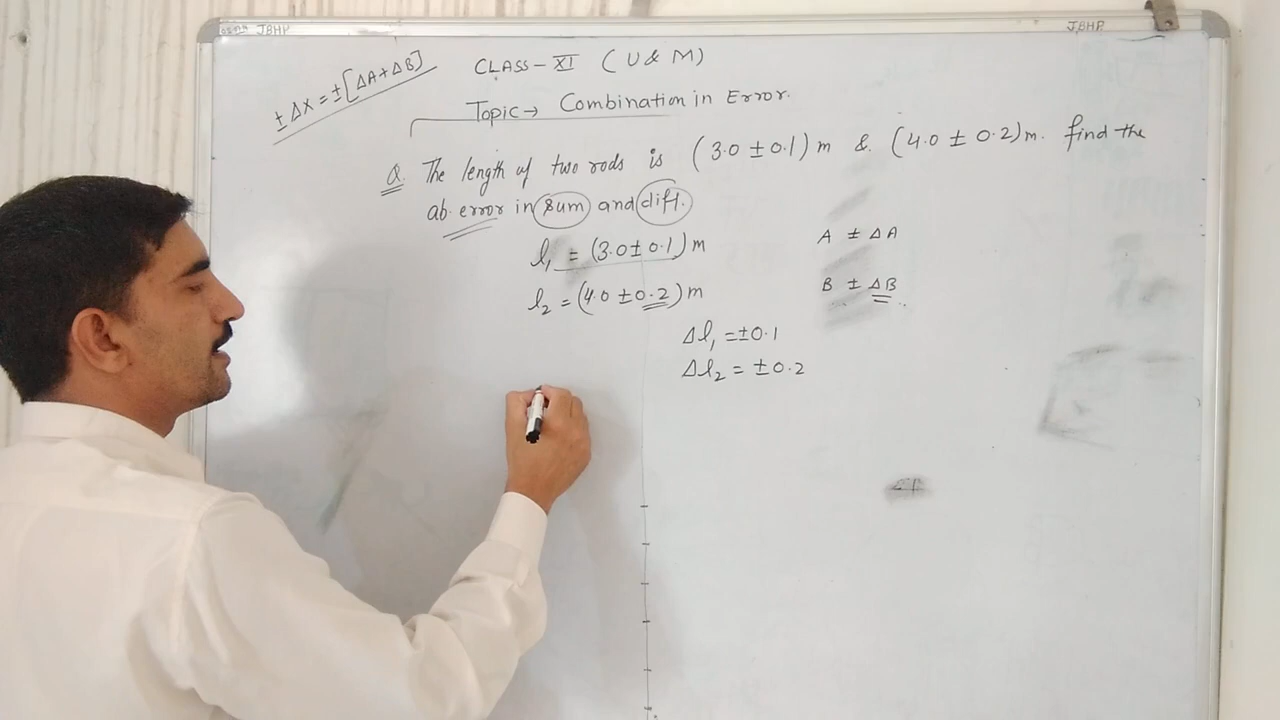 JBHP
JBHP
± ΔX = ± [ΔA + ΔB]
CLASS - XI ( U & M )
Topic → Combination in Error.
Q. The length of two rods is (3.0 ± 0.1) m & (4.0 ± 0.2) m. find the
ab. error in sum and diff.
l₁ = (3.0 ± 0.1) m
A ± ΔA
l₂ = (4.0 ± 0.2) m
B ± ΔB
Δl₁ = ± 0.1
Δl₂ = ± 0.2